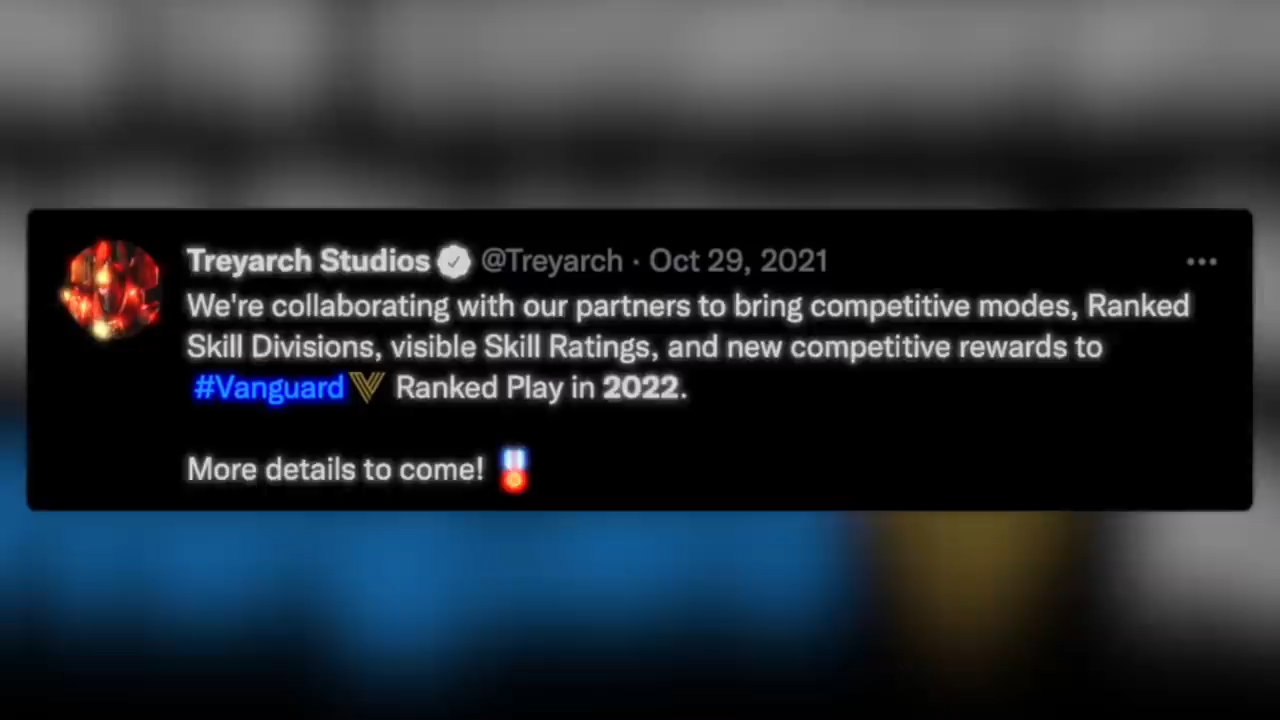 Treyarch Studios @Treyarch · Oct 29, 2021
We're collaborating with our partners to bring competitive modes, Ranked
Skill Divisions, visible Skill Ratings, and new competitive rewards to
#Vanguard Ranked Play in 2022.
More details to come! 🎖